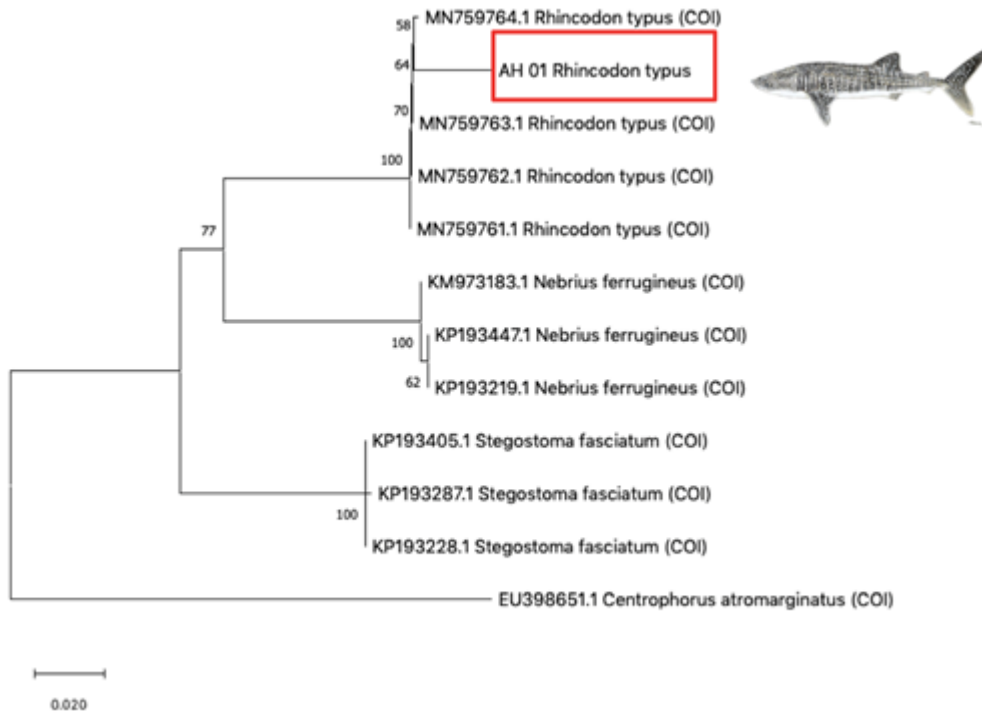 58
MN759764.1 Rhincodon typus (COI)
64
AH 01 Rhincodon typus
70
MN759763.1 Rhincodon typus (COI)
100
MN759762.1 Rhincodon typus (COI)
MN759761.1 Rhincodon typus (COI)
77
KM973183.1 Nebrius ferrugineus (COI)
100
KP193447.1 Nebrius ferrugineus (COI)
62
KP193219.1 Nebrius ferrugineus (COI)
KP193405.1 Stegostoma fasciatum (COI)
KP193287.1 Stegostoma fasciatum (COI)
100
KP193228.1 Stegostoma fasciatum (COI)
EU398651.1 Centrophorus atromarginatus (COI)
0.020